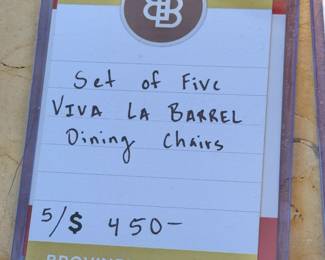 Set of Five
VIVA LA BARREL
Dining Chairs
5/$ 450-